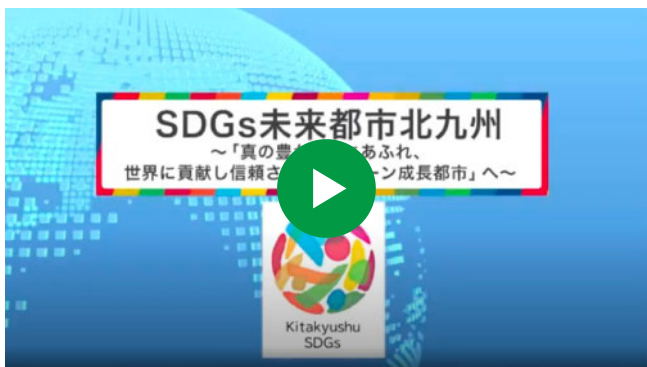 SDGs未来都市北九州
～「真の豊 あふれ、
世界に貢献し信頼さ ーン成長都市」へ～
Kitakyushu
SDGs